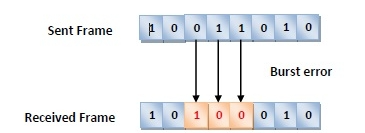 Sent Frame 1 0 0 1 1 0 1 0
Burst error
Received Frame 1 0 1 0 0 0 1 0